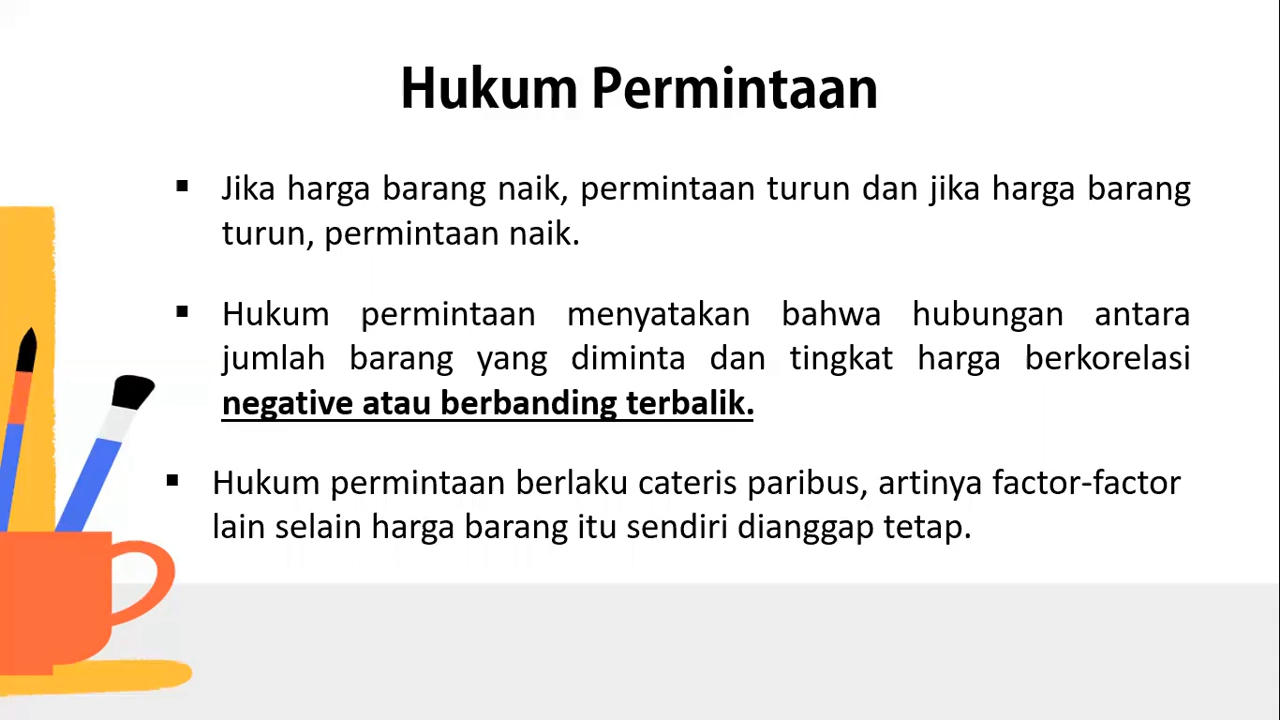 Hukum Permintaan
▪ Jika harga barang naik, permintaan turun dan jika harga barang
turun, permintaan naik.
▪ Hukum permintaan menyatakan bahwa hubungan antara
jumlah barang yang diminta dan tingkat harga berkorelasi
negative atau berbanding terbalik.
▪ Hukum permintaan berlaku cateris paribus, artinya factor-factor
lain selain harga barang itu sendiri dianggap tetap.